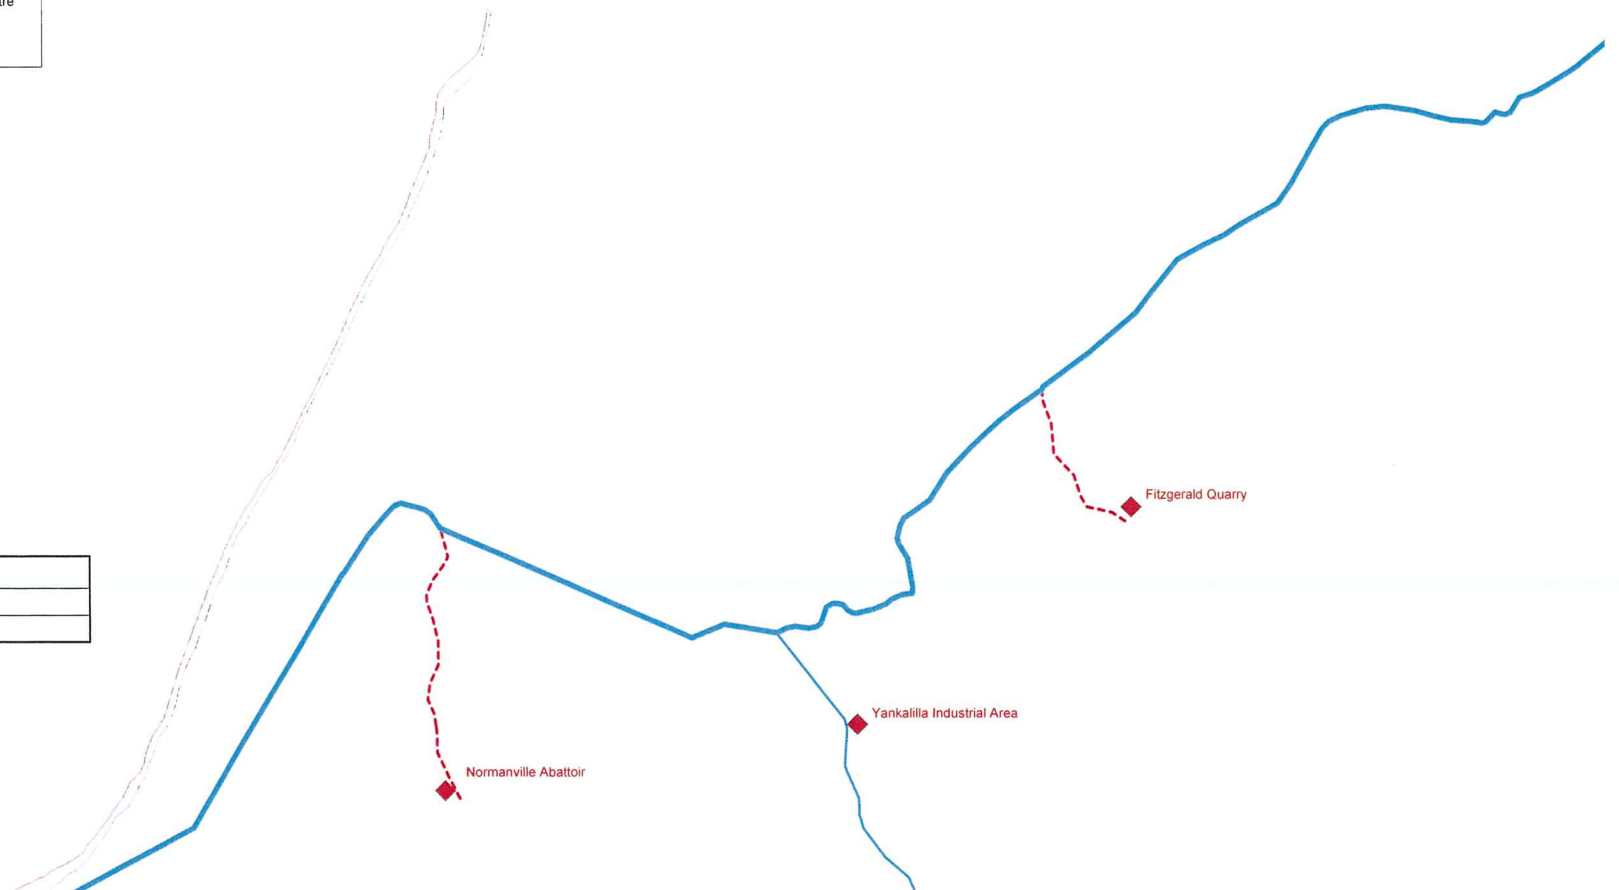 Fitzgerald Quarry
Yankalilla Industrial Area
Normanville Abattoir